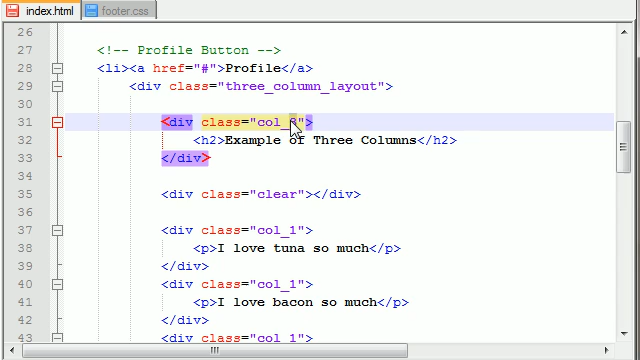 index.html footer.css
26
27 <!-- Profile Button -->
28 <li><a href="#">Profile</a>
29 <div class="three_column_layout">
30
31 <div class="col_3">
32 <h2>Example of Three Columns</h2>
33 </div>
34
35 <div class="clear"></div>
36
37 <div class="col_1">
38 <p>I love tuna so much</p>
39 </div>
40 <div class="col_1">
41 <p>I love bacon so much</p>
42 </div>
43 <div class="col_1">